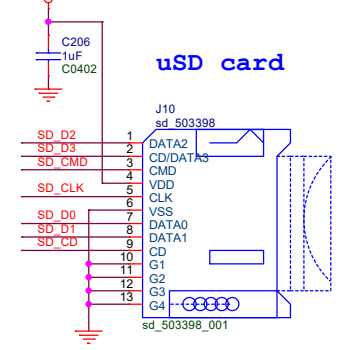 C206
1uF
C0402
uSD card
J10
sd_503398
SD_D2 1 DATA2
SD_D3 2 CD/DATA3
SD_CMD 3 CMD
4 VDD
SD_CLK 5 CLK
6 VSS
SD_D0 7 DATA0
SD_D1 8 DATA1
SD_CD 9 CD
10 G1
11 G2
12 G3
13 G4
sd_503398_001